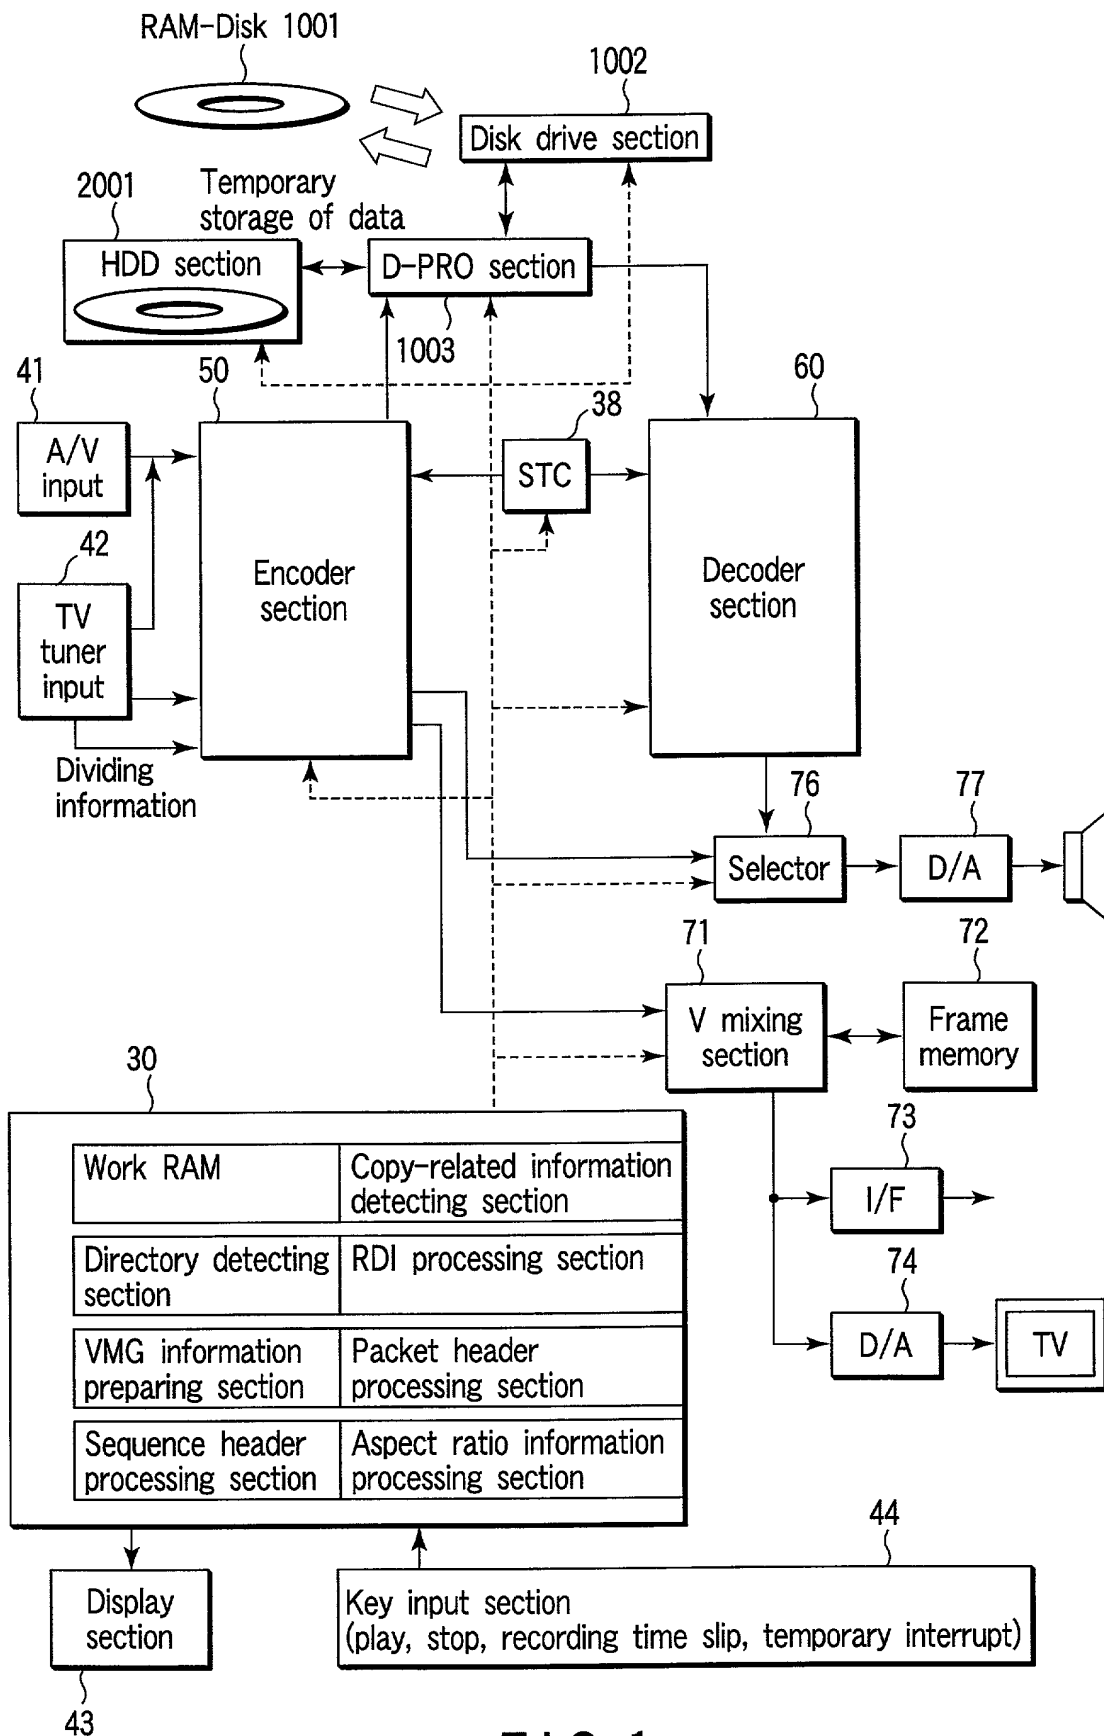 RAM-Disk 1001
1002
Disk drive section
2001
Temporary
storage of data
HDD section
D-PRO section
1003
41
50
38
60
A/V
input
STC
42
Encoder
section
Decoder
section
TV
tuner
input
Dividing
information
76
77
Selector
D/A
71
72
V mixing
section
Frame
memory
30
73
Work RAM
Copy-related information
detecting section
I/F
Directory detecting
section
RDI processing section
74
VMG information
preparing section
Packet header
processing section
D/A
TV
Sequence header
processing section
Aspect ratio information
processing section
44
Display
section
Key input section
(play, stop, recording time slip, temporary interrupt)
43